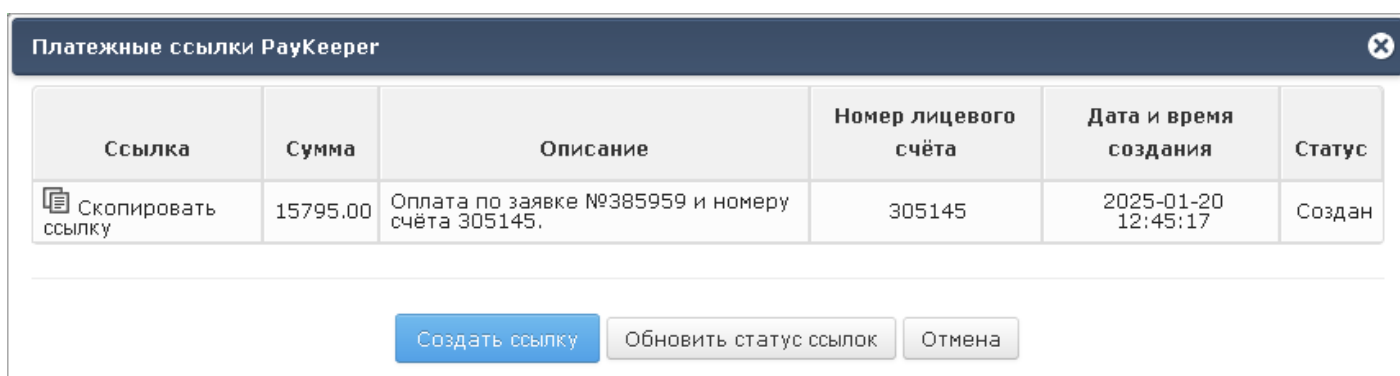 Платежные ссылки PayKeeper
Ссылка Сумма Описание Номер лицевого счёта Дата и время создания Статус
Скопировать ссылку 15795.00 Оплата по заявке №385959 и номеру счёта 305145. 305145 2025-01-20 12:45:17 Создан
Создать ссылку Обновить статус ссылок Отмена